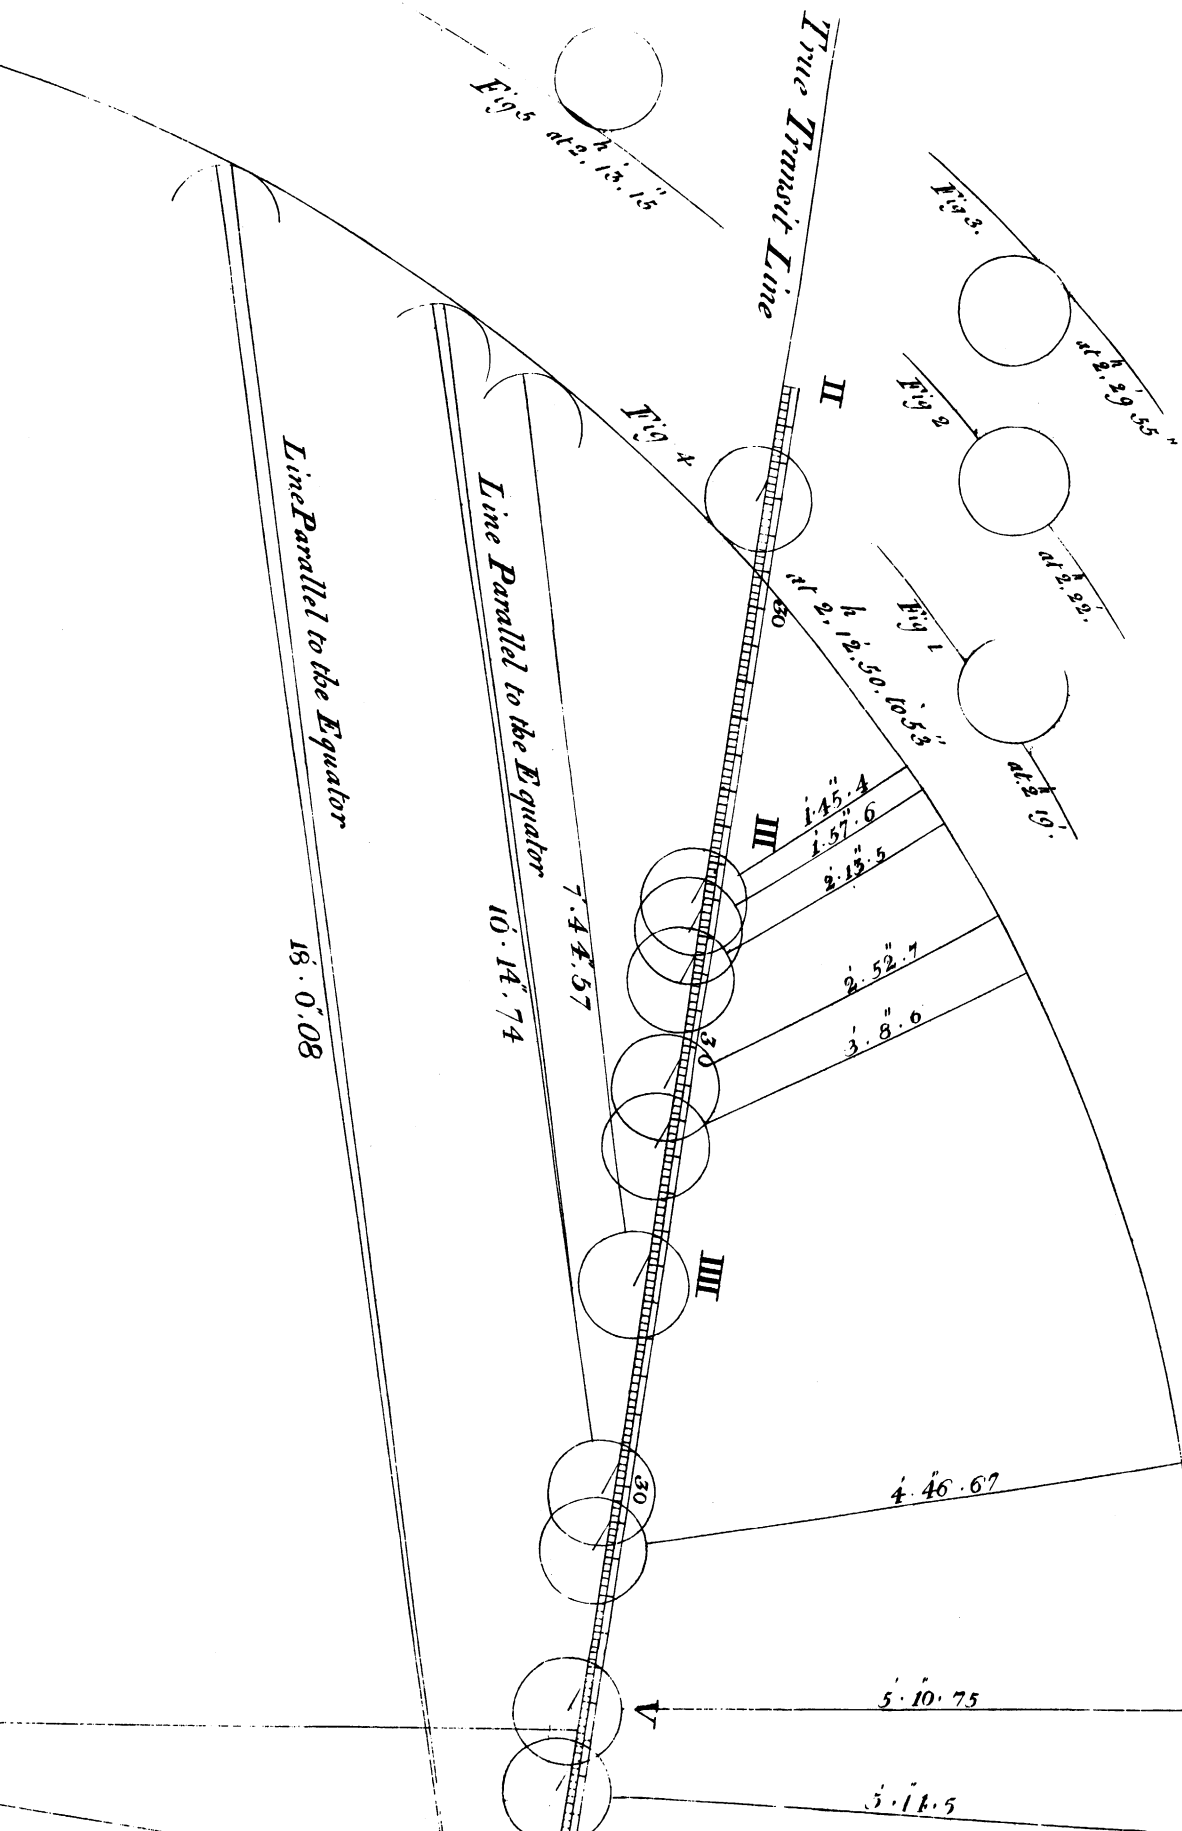 True Transit Line
Fig 5 at 2.^h 13.' 15"
Fig 3.
at 2.^h 29' 55"
II
Fig 2
at 2.^h 22.'
Fig 4
at 2,^h 12,' 50, to 53"
30
Fig 1
at 2^h 19'.
Line Parallel to the Equator
Line Parallel to the Equator
1'.45".4
1'.57".6
2'.13".5
III
7'.44".57
10'.14".74
18'.0".08
2'.52".7
3'.8".6
30
IIII
30
4'.46".67
V
5'.10".75
5'.11.5